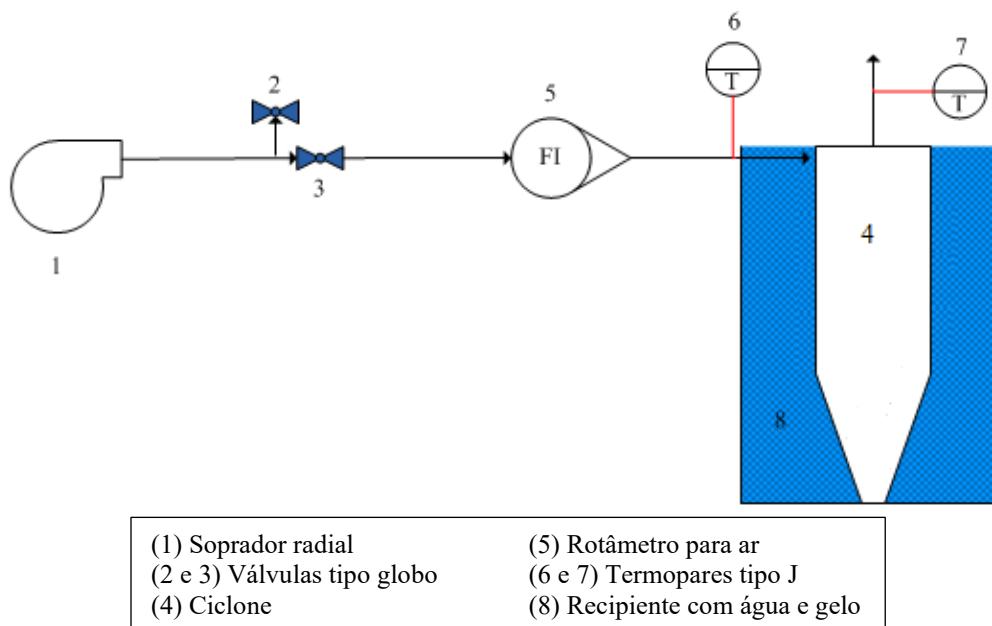 6
7
2
5
T
T
FI
3
4
1
8
(1) Soprador radial
(5) Rotâmetro para ar
(2 e 3) Válvulas tipo globo
(6 e 7) Termopares tipo J
(4) Ciclone
(8) Recipiente com água e gelo